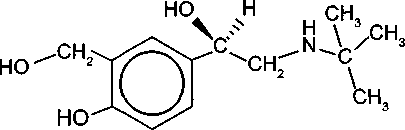 HO H CH₃
H
N CH₃
CH₂ C C
HO CH₂ CH₃
HO